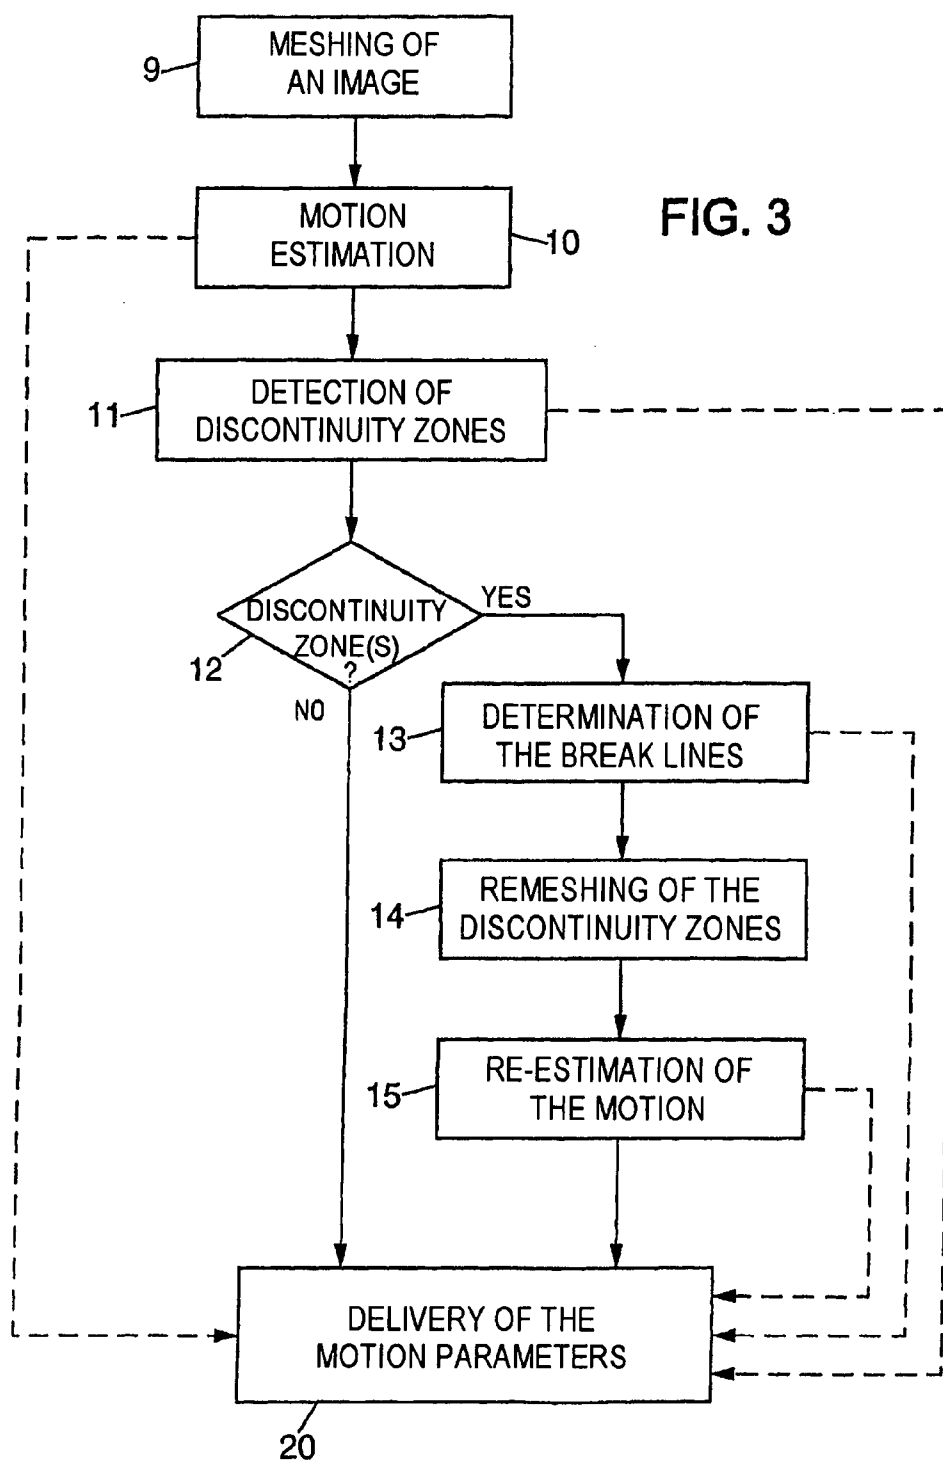 9
MESHING OF
AN IMAGE
MOTION
ESTIMATION
10
FIG. 3
11
DETECTION OF
DISCONTINUITY ZONES
DISCONTINUITY
ZONE(S)
?
12
YES
NO
13
DETERMINATION OF
THE BREAK LINES
14
REMESHING OF THE
DISCONTINUITY ZONES
15
RE-ESTIMATION OF
THE MOTION
DELIVERY OF THE
MOTION PARAMETERS
20